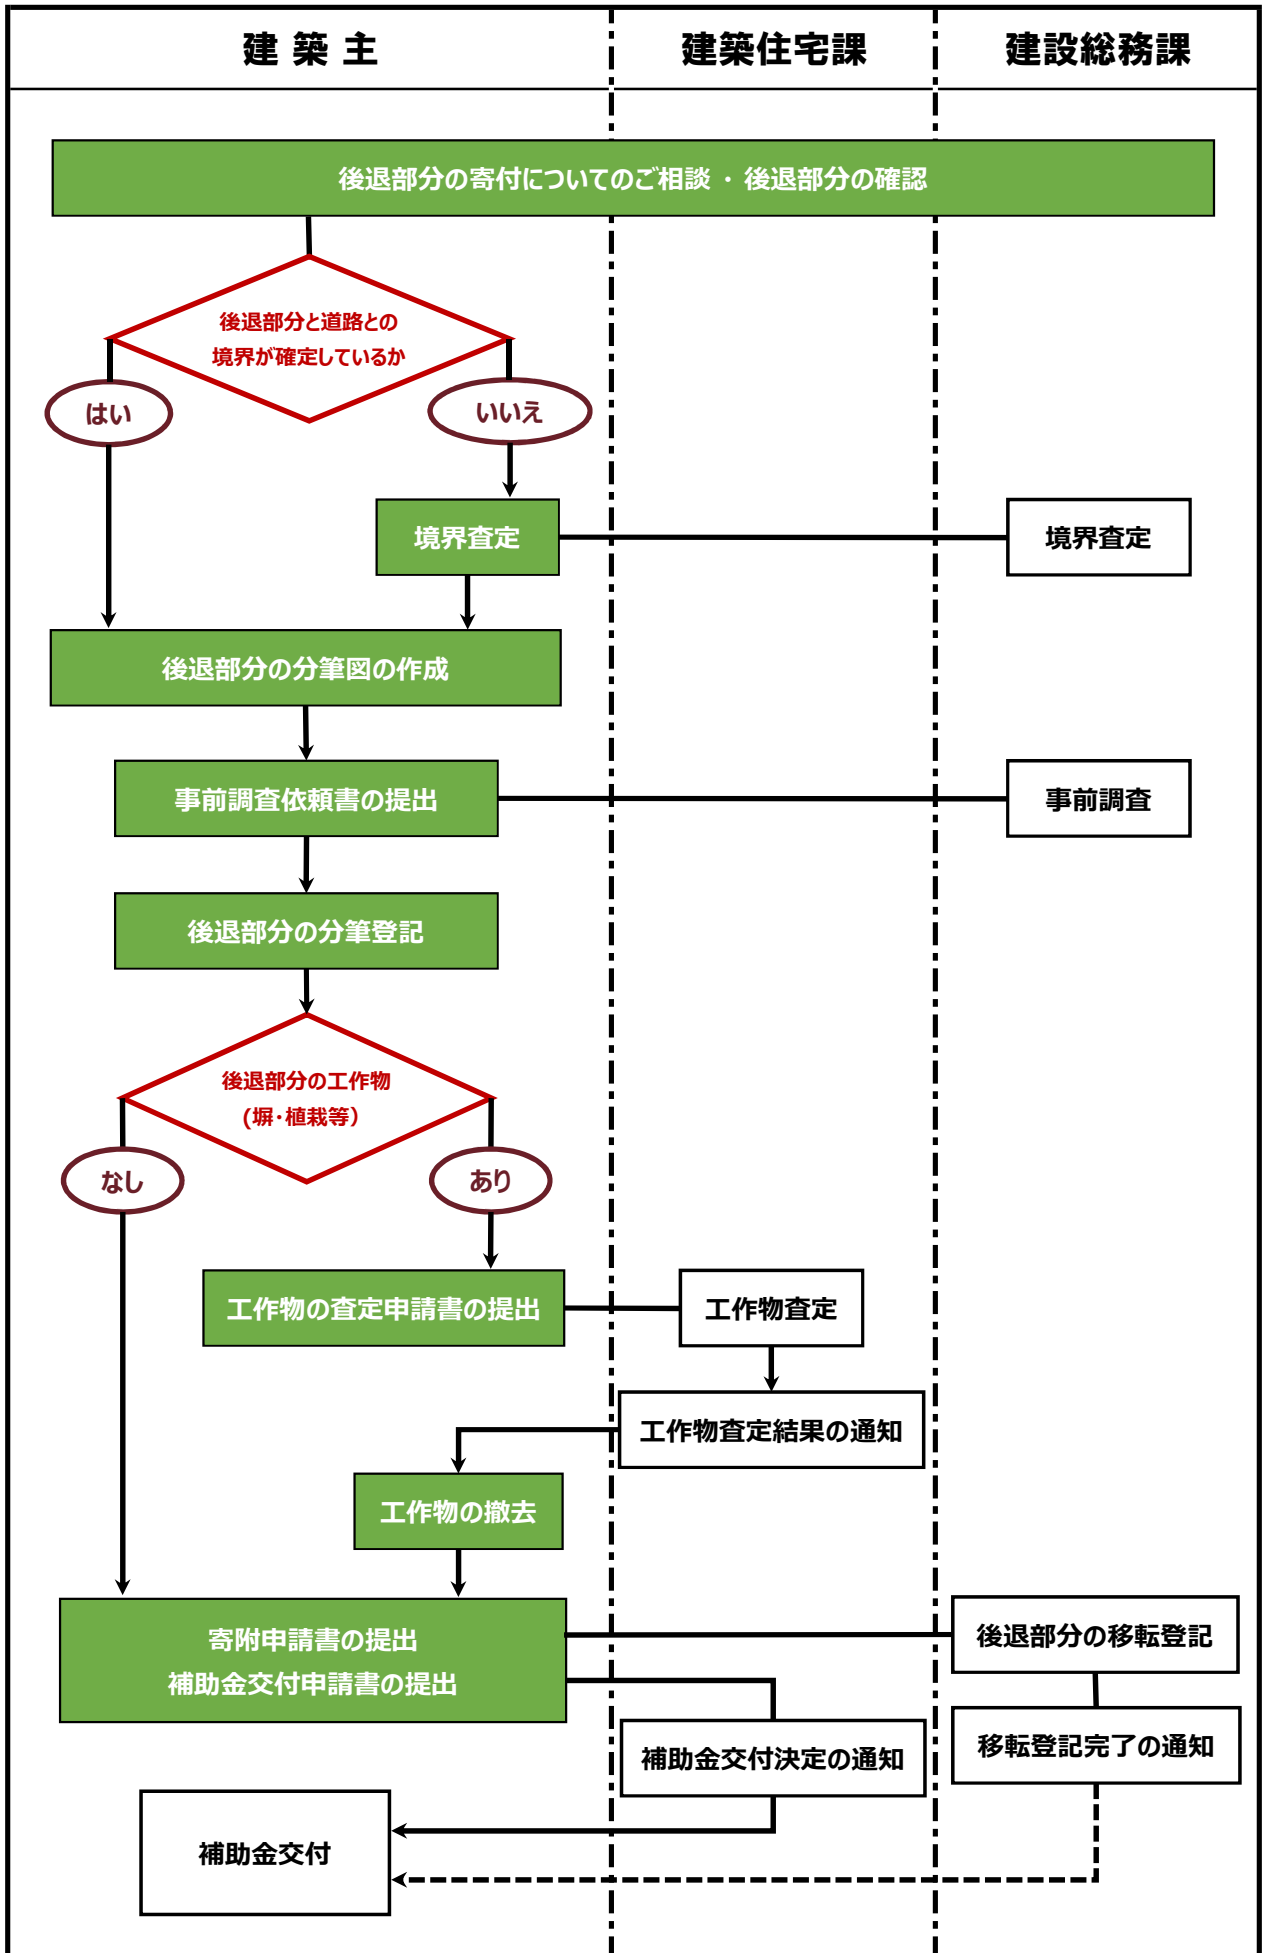 建 築 主
建築住宅課
建設総務課
後退部分の寄付についてのご相談 ・ 後退部分の確認
後退部分と道路との
境界が確定しているか
はい
いいえ
境界査定
境界査定
後退部分の分筆図の作成
事前調査依頼書の提出
事前調査
後退部分の分筆登記
後退部分の工作物
(塀・植栽等）
なし
あり
工作物の査定申請書の提出
工作物査定
工作物査定結果の通知
工作物の撤去
寄附申請書の提出
補助金交付申請書の提出
後退部分の移転登記
移転登記完了の通知
補助金交付決定の通知
補助金交付